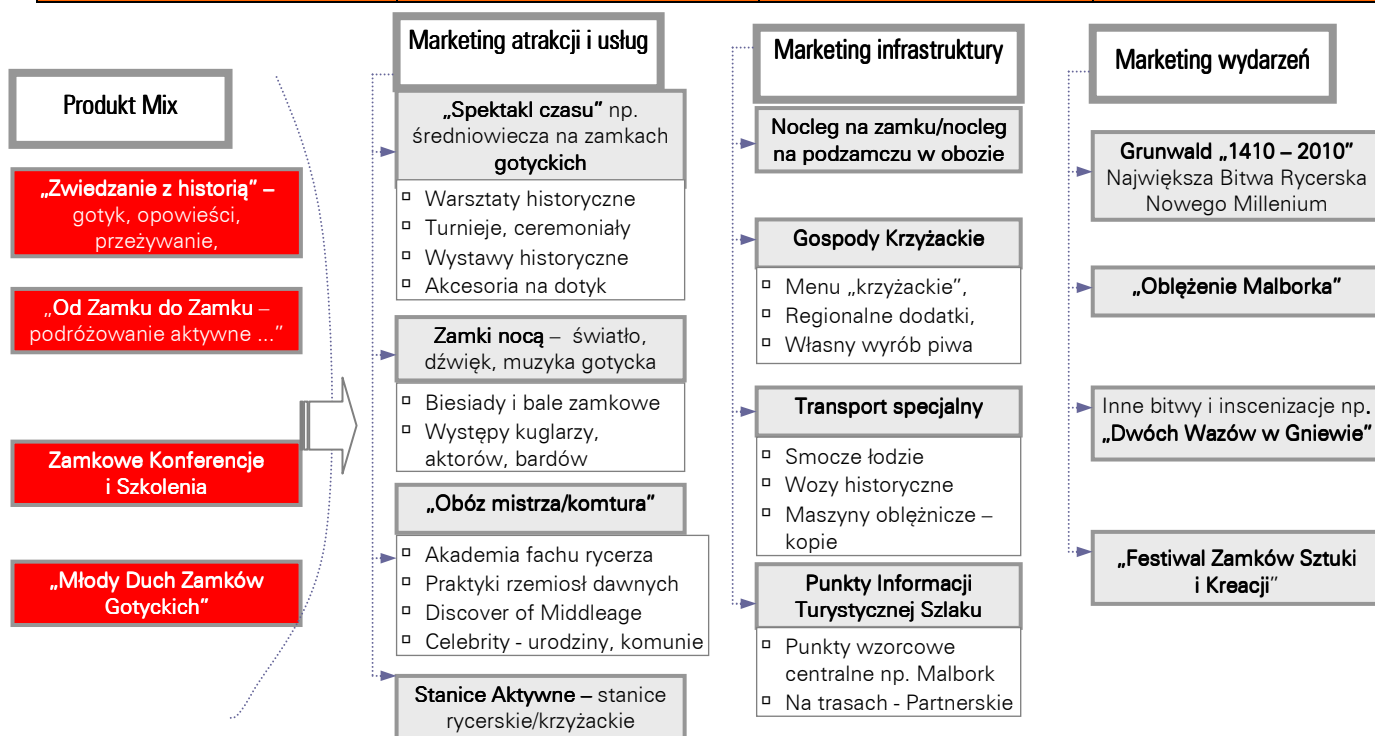 Produkt Mix
„Zwiedzanie z historią” –
gotyk, opowieści,
przeżywanie,
„Od Zamku do Zamku –
podróżowanie aktywne ...”
Zamkowe Konferencje
i Szkolenia
„Młody Duch Zamków
Gotyckich”
Marketing atrakcji i usług
„Spektakl czasu” np.
średniowiecza na zamkach
gotyckich
Warsztaty historyczne
Turnieje, ceremoniały
Wystawy historyczne
Akcesoria na dotyk
Zamki nocą – światło,
dźwięk, muzyka gotycka
Biesiady i bale zamkowe
Występy kuglarzy,
aktorów, bardów
„Obóz mistrza/komtura”
Akademia fachu rycerza
Praktyki rzemiosł dawnych
Discover of Middleage
Celebrity - urodziny, komunie
Stanice Aktywne – stanice
rycerskie/krzyżackie
Marketing infrastruktury
Nocleg na zamku/nocleg
na podzamczu w obozie
Gospody Krzyżackie
Menu „krzyżackie”,
Regionalne dodatki,
Własny wyrób piwa
Transport specjalny
Smocze łodzie
Wozy historyczne
Maszyny oblężnicze –
kopie
Punkty Informacji
Turystycznej Szlaku
Punkty wzorcowe
centralne np. Malbork
Na trasach - Partnerskie
Marketing wydarzeń
Grunwald „1410 – 2010”
Największa Bitwa Rycerska
Nowego Millenium
„Oblężenie Malborka”
Inne bitwy i inscenizacje np.
„Dwóch Wazów w Gniewie”
„Festiwal Zamków Sztuki
i Kreacji”